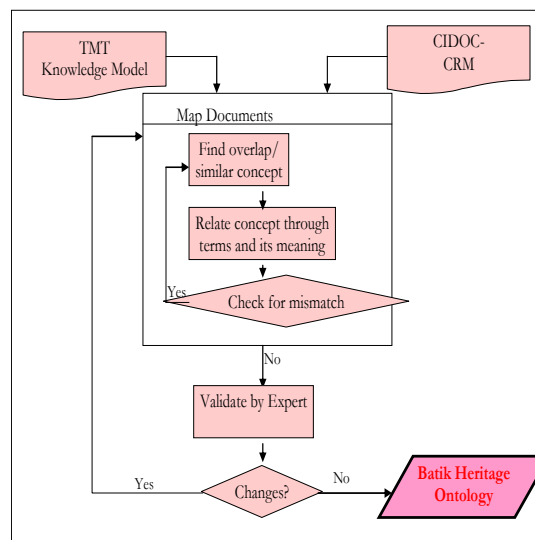 TMT
Knowledge Model
CIDOC-
CRM
Map Documents
Find overlap/
similar concept
Relate concept through
terms and its meaning
Yes
Check for mismatch
No
Validate by Expert
Yes
Changes?
No
Batik Heritage
Ontology